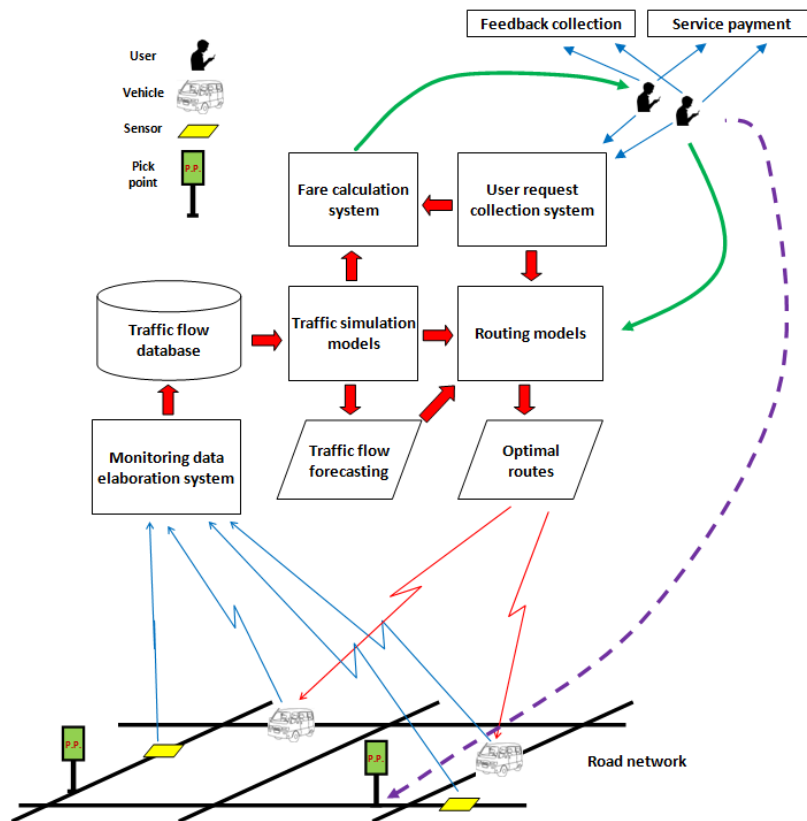 Feedback collection
Service payment
User
Vehicle
Sensor
Pick
point
P.P.
Fare calculation
system
User request
collection system
Traffic flow
database
Traffic simulation
models
Routing models
Monitoring data
elaboration system
Traffic flow
forecasting
Optimal
routes
P.P.
P.P.
Road network